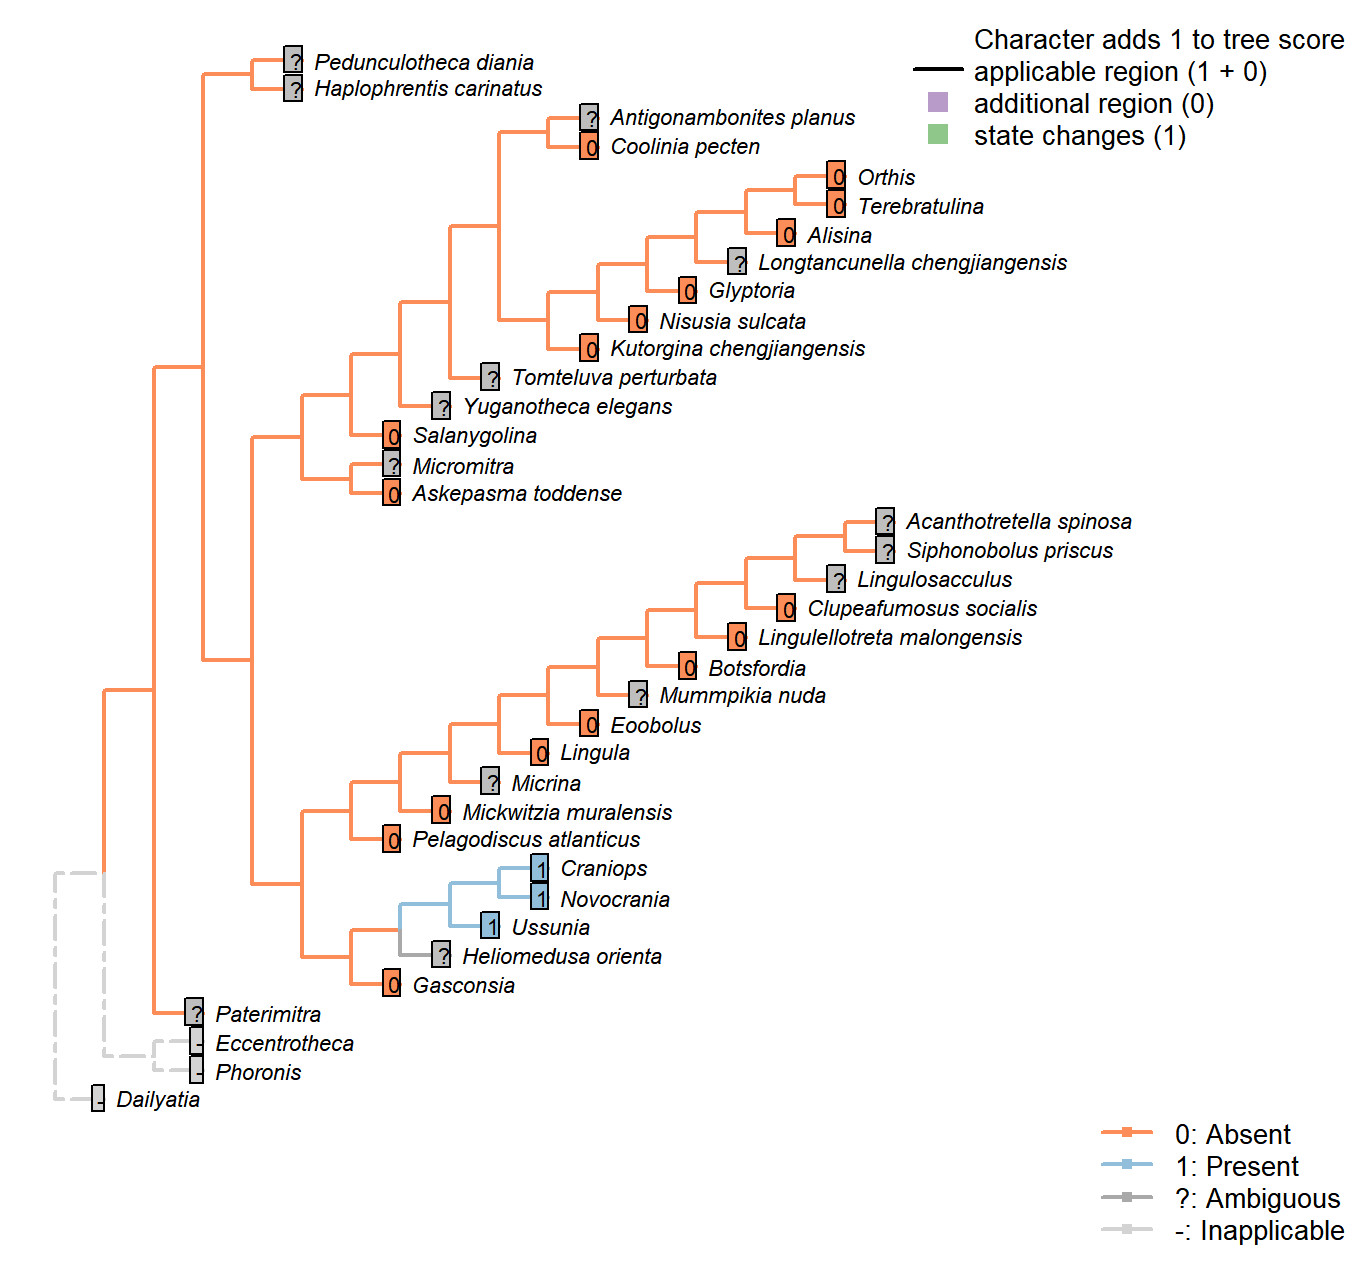 Character adds 1 to tree score
applicable region (1 + 0)
additional region (0)
state changes (1)
? Pedunculotheca diania
? Haplophrentis carinatus
? Antigonambonites planus
0 Coolinia pecten
0 Orthis
0 Terebratulina
0 Alisina
? Longtancunella chengjiangensis
0 Glyptoria
0 Nisusia sulcata
0 Kutorgina chengjiangensis
? Tomteluva perturbata
? Yuganotheca elegans
0 Salanygolina
? Micromitra
0 Askepasma toddense
? Acanthotretella spinosa
? Siphonobolus priscus
? Lingulosacculus
0 Clupeafumosus socialis
0 Lingulellotreta malongensis
0 Botsfordia
? Mummpikia nuda
0 Eoobolus
0 Lingula
? Micrina
0 Mickwitzia muralensis
0 Pelagodiscus atlanticus
1 Craniops
1 Novocrania
1 Ussunia
? Heliomedusa orienta
0 Gasconsia
? Paterimitra
- Eccentrotheca
- Phoronis
- Dailyatia
0: Absent
1: Present
?: Ambiguous
-: Inapplicable